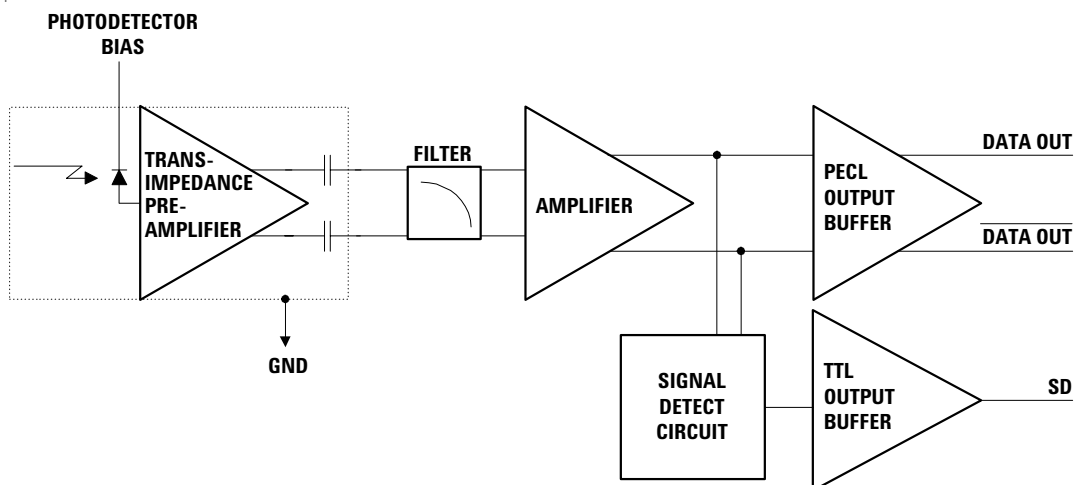 PHOTODETECTOR
BIAS
TRANS-
IMPEDANCE
PRE-
AMPLIFIER
GND
FILTER
AMPLIFIER
PECL
OUTPUT
BUFFER
DATA OUT
DATA OUT
SIGNAL
DETECT
CIRCUIT
TTL
OUTPUT
BUFFER
SD